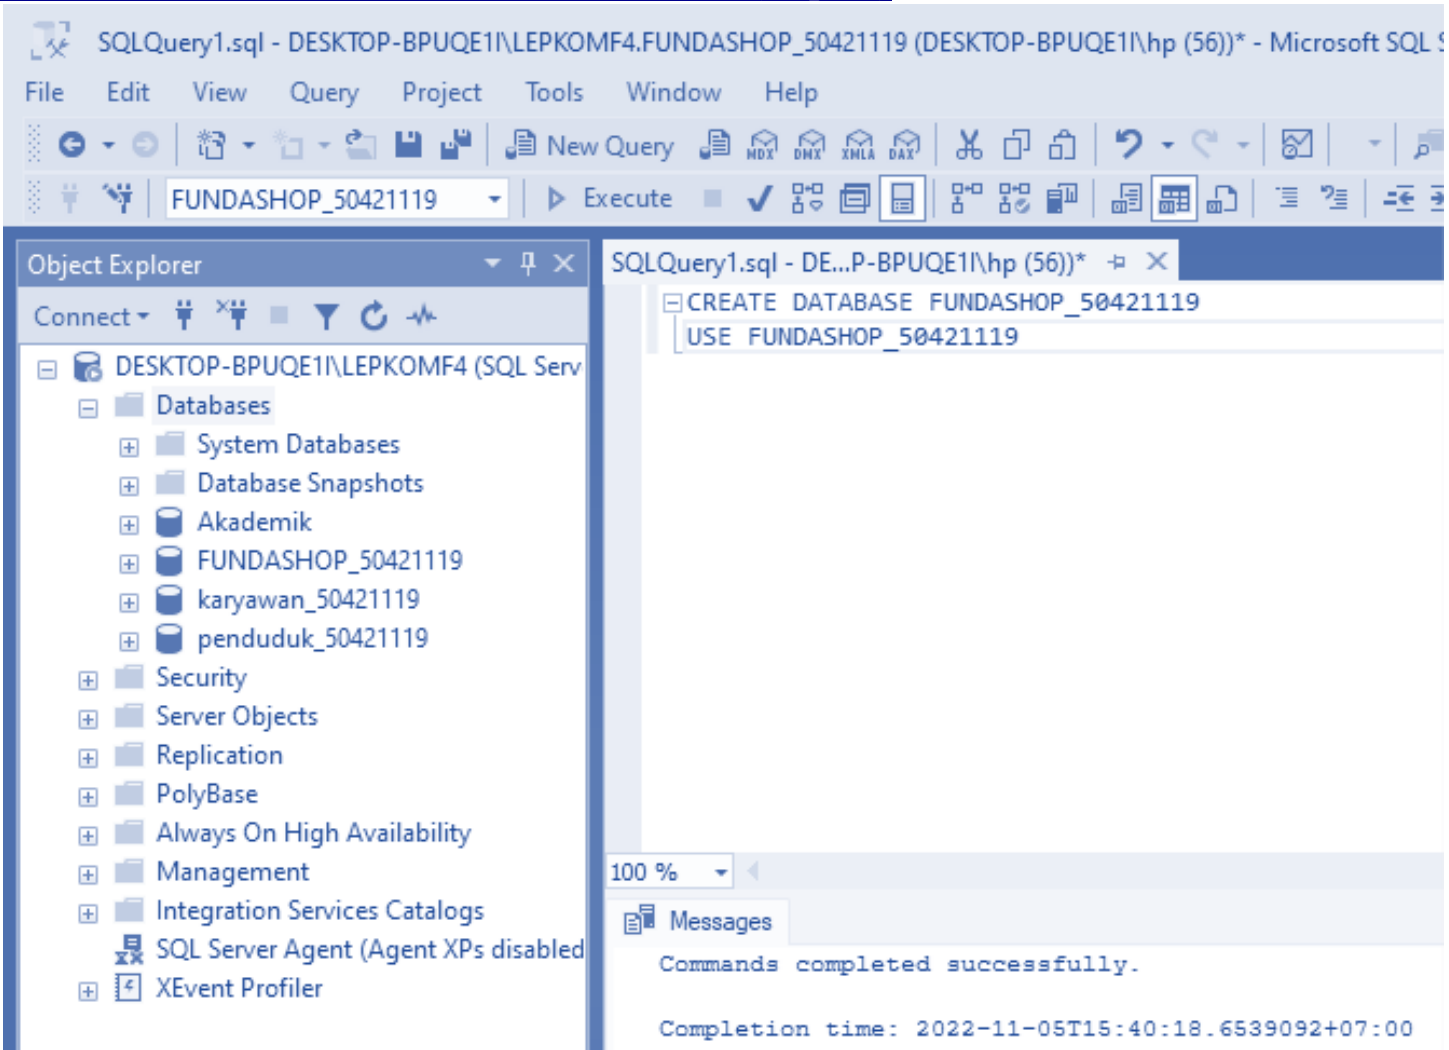 SQLQuery1.sql - DESKTOP-BPUQE1I\LEPKOMF4.FUNDASHOP_50421119 (DESKTOP-BPUQE1I\hp (56))* - Microsoft SQL
File Edit View Query Project Tools Window Help
New Query MDX DMX XMLA DAX
FUNDASHOP_50421119 Execute
Object Explorer
Connect
DESKTOP-BPUQE1I\LEPKOMF4 (SQL Serv
Databases
System Databases
Database Snapshots
Akademik
FUNDASHOP_50421119
karyawan_50421119
penduduk_50421119
Security
Server Objects
Replication
PolyBase
Always On High Availability
Management
Integration Services Catalogs
SQL Server Agent (Agent XPs disabled
XEvent Profiler
SQLQuery1.sql - DE...P-BPUQE1I\hp (56))*
CREATE DATABASE FUNDASHOP_50421119
USE FUNDASHOP_50421119
100 %
Messages
Commands completed successfully.
Completion time: 2022-11-05T15:40:18.6539092+07:00